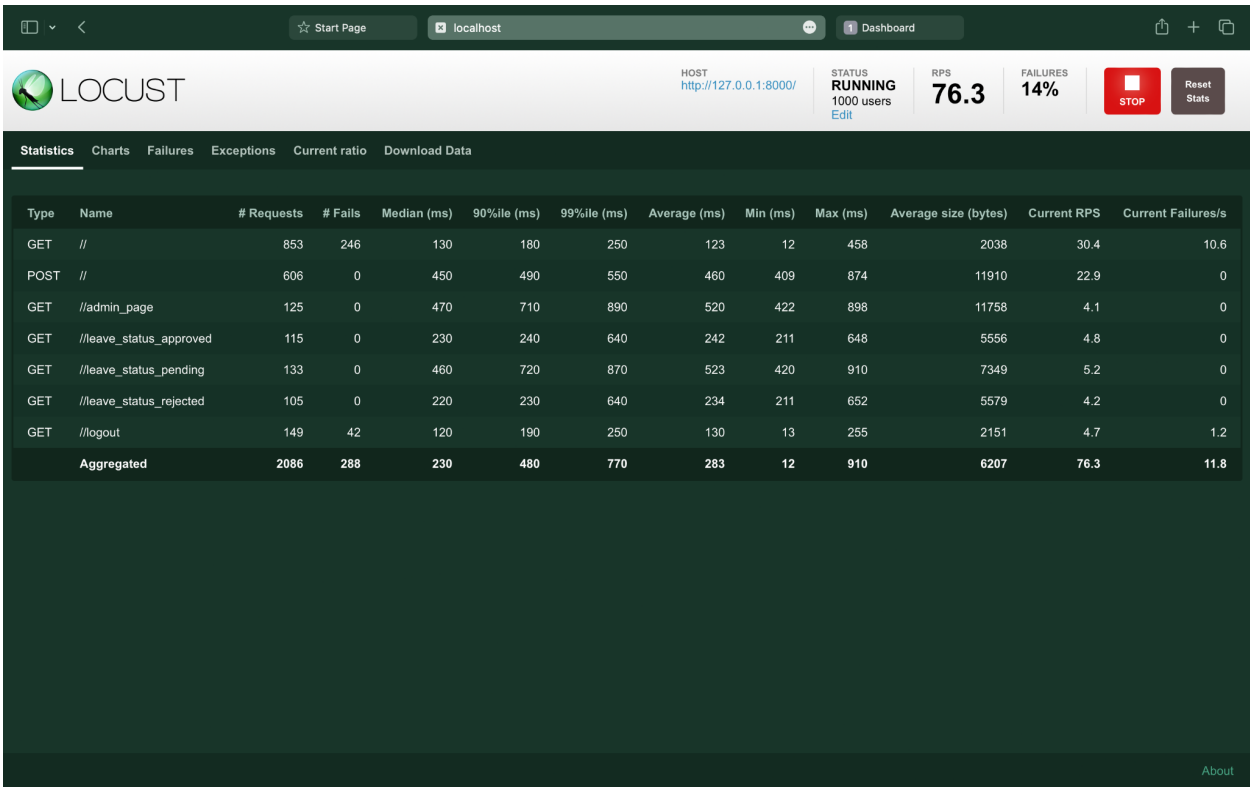 Start Page
localhost
1 Dashboard
LOCUST
HOST
http://127.0.0.1:8000/
STATUS
RUNNING
1000 users
Edit
RPS
76.3
FAILURES
14%
STOP
Reset
Stats
Statistics Charts Failures Exceptions Current ratio Download Data
Type Name # Requests # Fails Median (ms) 90%ile (ms) 99%ile (ms) Average (ms) Min (ms) Max (ms) Average size (bytes) Current RPS Current Failures/s
GET // 853 246 130 180 250 123 12 458 2038 30.4 10.6
POST // 606 0 450 490 550 460 409 874 11910 22.9 0
GET //admin_page 125 0 470 710 890 520 422 898 11758 4.1 0
GET //leave_status_approved 115 0 230 240 640 242 211 648 5556 4.8 0
GET //leave_status_pending 133 0 460 720 870 523 420 910 7349 5.2 0
GET //leave_status_rejected 105 0 220 230 640 234 211 652 5579 4.2 0
GET //logout 149 42 120 190 250 130 13 255 2151 4.7 1.2
Aggregated 2086 288 230 480 770 283 12 910 6207 76.3 11.8
About